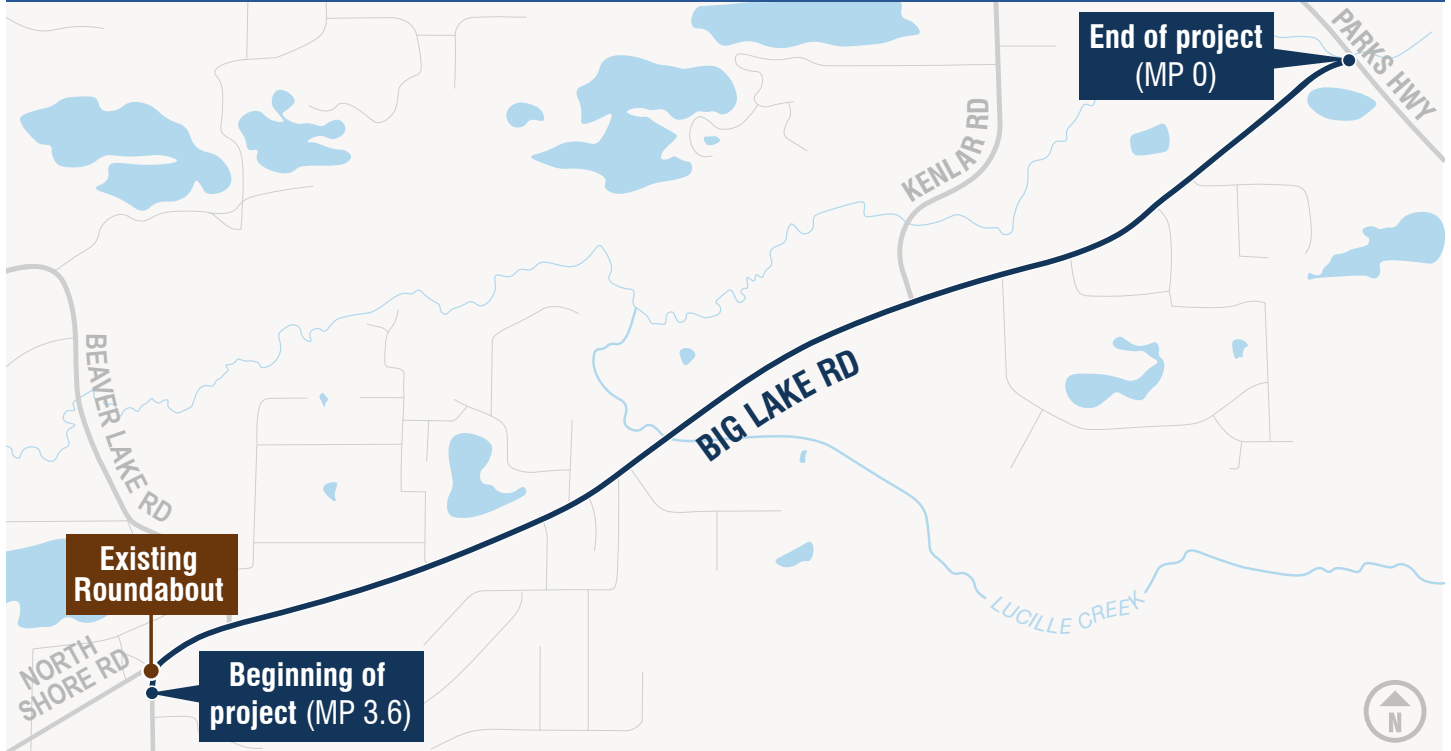 End of project
(MP 0)
PARKS HWY
KENLAR RD
BEAVER LAKE RD
BIG LAKE RD
Existing
Roundabout
LUCILLE CREEK
NORTH
SHORE RD
Beginning of
project (MP 3.6)
N